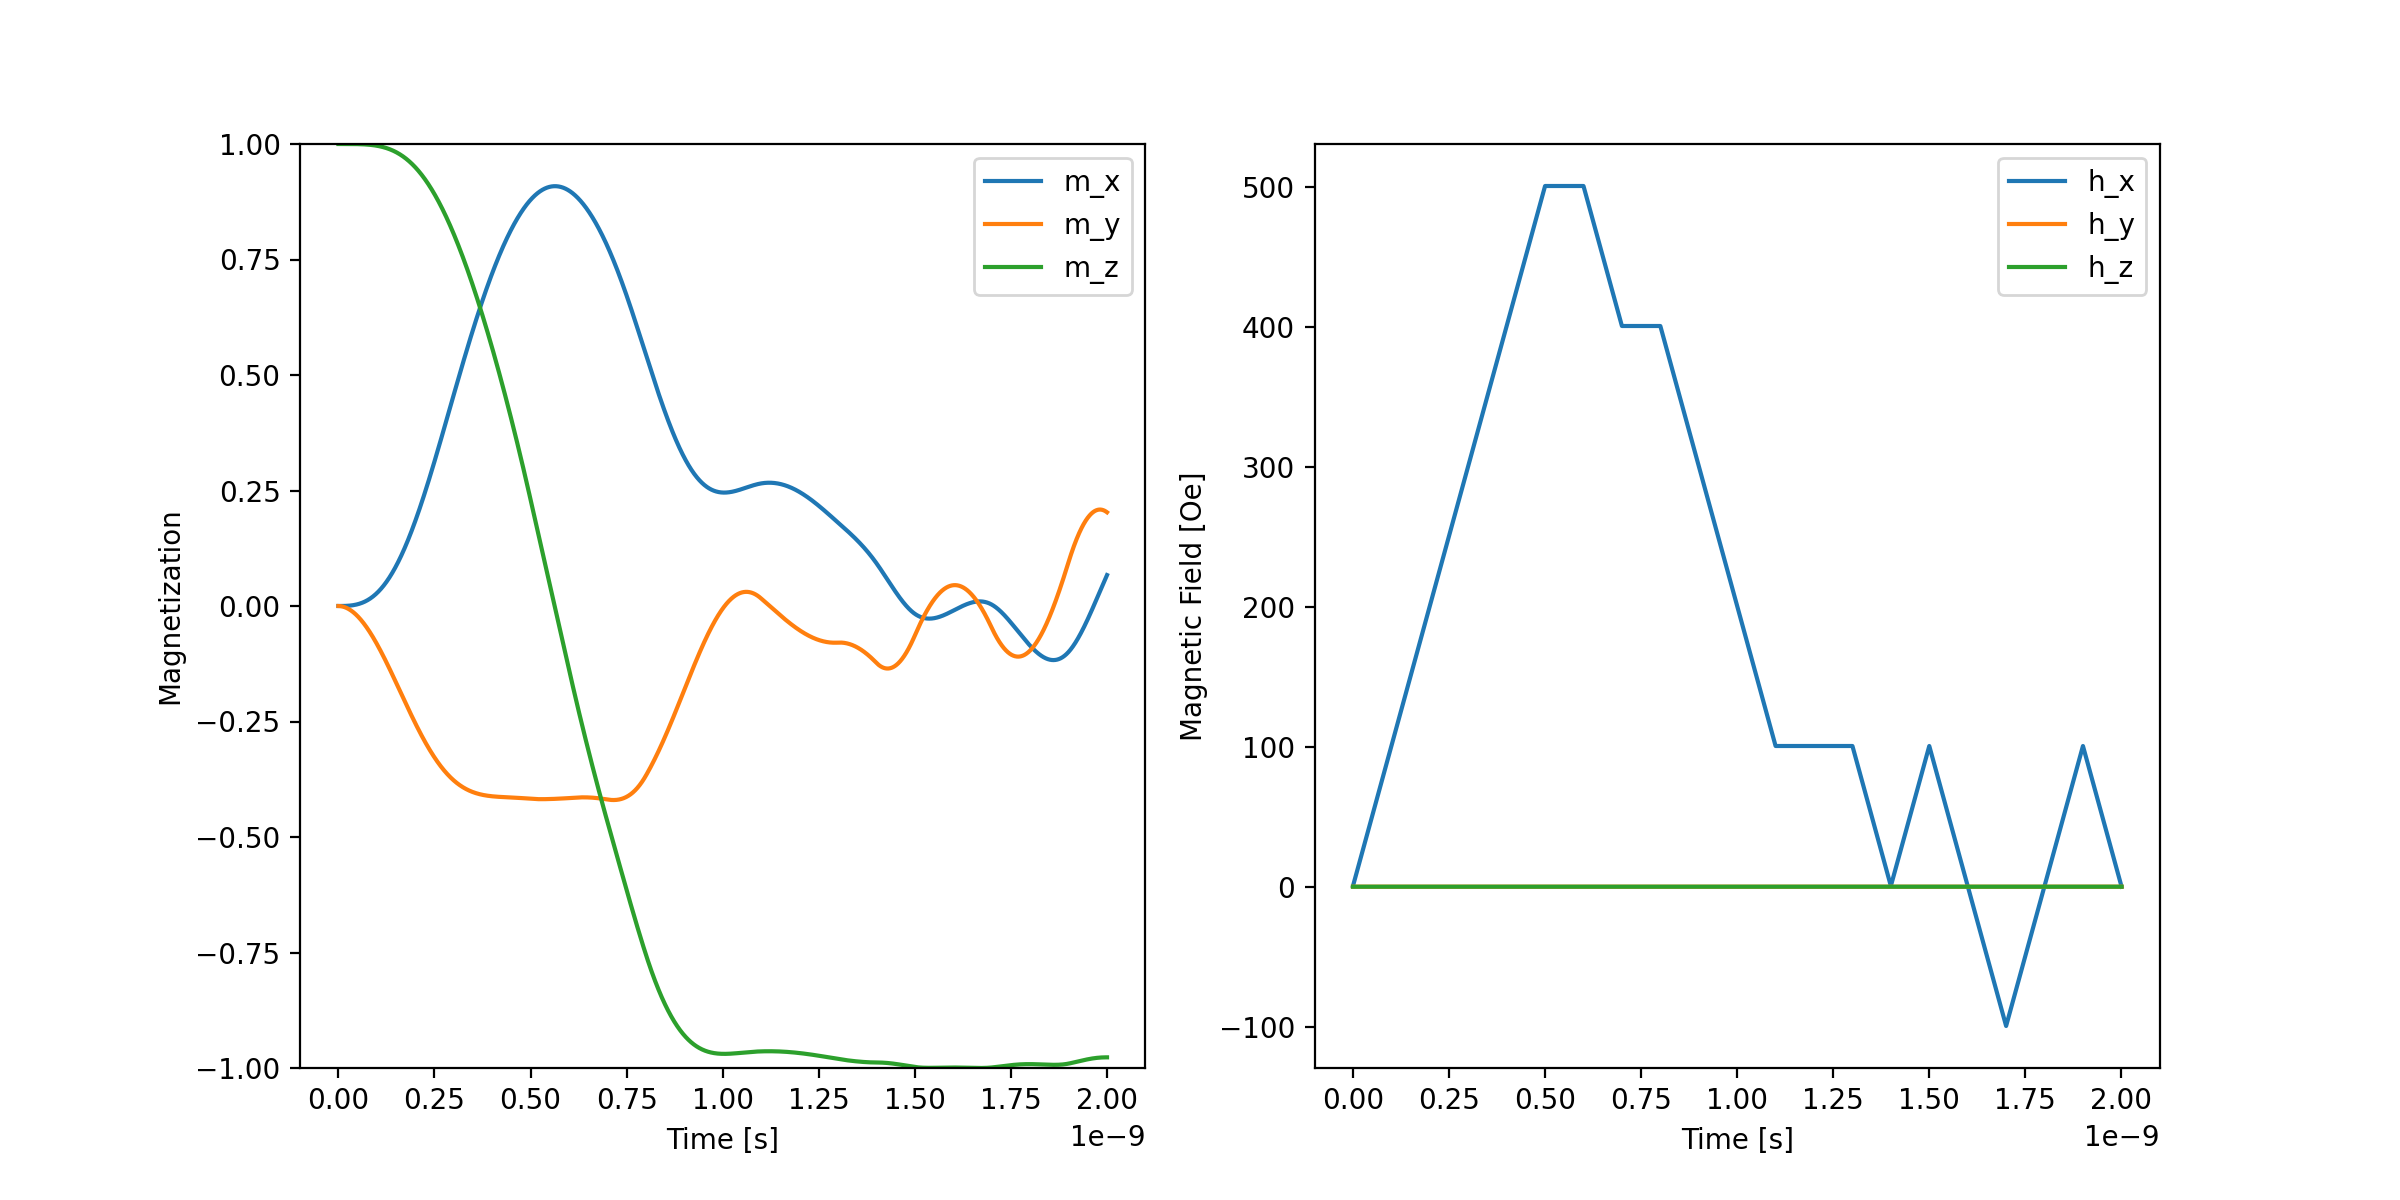 1.00
0.75
0.50
0.25
0.00
−0.25
−0.50
−0.75
−1.00
Magnetization
0.00 0.25 0.50 0.75 1.00 1.25 1.50 1.75 2.00
Time [s]
1e−9
m_x
m_y
m_z
500
400
300
200
100
0
−100
Magnetic Field [Oe]
0.00 0.25 0.50 0.75 1.00 1.25 1.50 1.75 2.00
Time [s]
1e−9
h_x
h_y
h_z